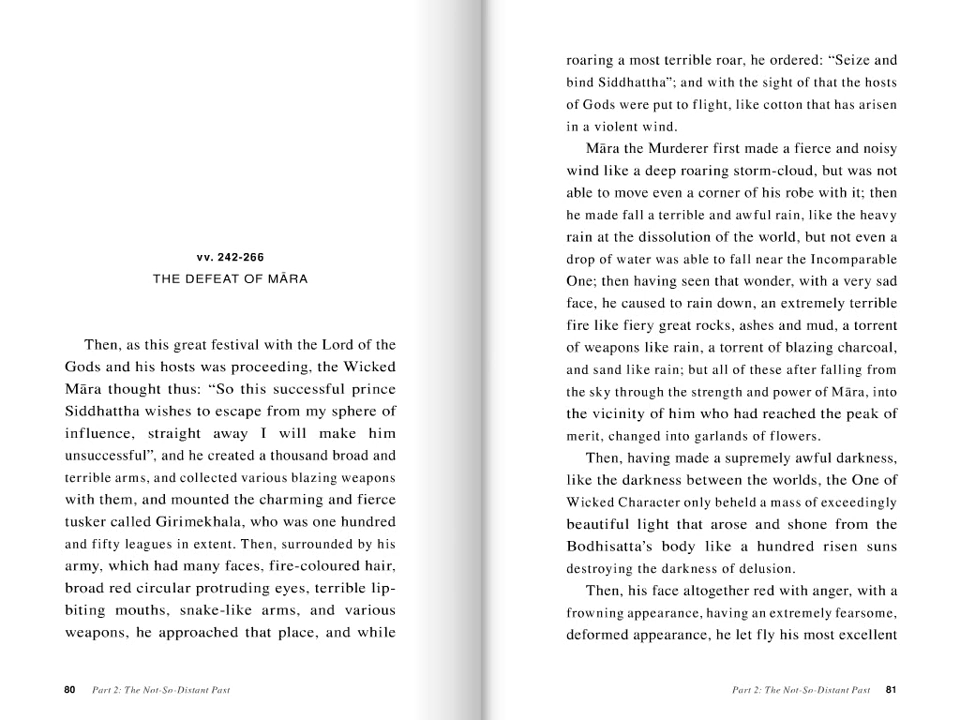 vv. 242-266
THE DEFEAT OF MĀRA
Then, as this great festival with the Lord of the
Gods and his hosts was proceeding, the Wicked
Māra thought thus: “So this successful prince
Siddhattha wishes to escape from my sphere of
influence, straight away I will make him
unsuccessful”, and he created a thousand broad and
terrible arms, and collected various blazing weapons
with them, and mounted the charming and fierce
tusker called Girimekhala, who was one hundred
and fifty leagues in extent. Then, surrounded by his
army, which had many faces, fire-coloured hair,
broad red circular protruding eyes, terrible lip-
biting mouths, snake-like arms, and various
weapons, he approached that place, and while
80 Part 2: The Not-So-Distant Past
roaring a most terrible roar, he ordered: “Seize and
bind Siddhattha”; and with the sight of that the hosts
of Gods were put to flight, like cotton that has arisen
in a violent wind.
Māra the Murderer first made a fierce and noisy
wind like a deep roaring storm-cloud, but was not
able to move even a corner of his robe with it; then
he made fall a terrible and awful rain, like the heavy
rain at the dissolution of the world, but not even a
drop of water was able to fall near the Incomparable
One; then having seen that wonder, with a very sad
face, he caused to rain down, an extremely terrible
fire like fiery great rocks, ashes and mud, a torrent
of weapons like rain, a torrent of blazing charcoal,
and sand like rain; but all of these after falling from
the sky through the strength and power of Māra, into
the vicinity of him who had reached the peak of
merit, changed into garlands of flowers.
Then, having made a supremely awful darkness,
like the darkness between the worlds, the One of
Wicked Character only beheld a mass of exceedingly
beautiful light that arose and shone from the
Bodhisatta’s body like a hundred risen suns
destroying the darkness of delusion.
Then, his face altogether red with anger, with a
frowning appearance, having an extremely fearsome,
deformed appearance, he let fly his most excellent
Part 2: The Not-So-Distant Past 81